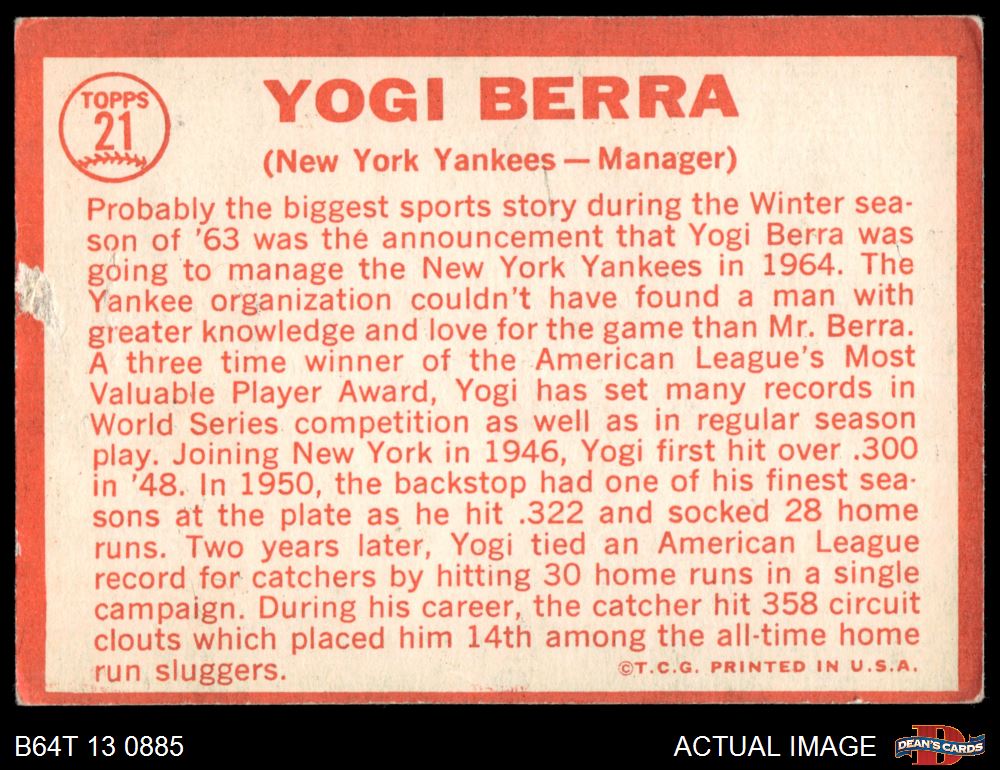 TOPPS
21
YOGI BERRA
(New York Yankees — Manager)
Probably the biggest sports story during the Winter sea-
son of '63 was the announcement that Yogi Berra was
going to manage the New York Yankees in 1964. The
Yankee organization couldn't have found a man with
greater knowledge and love for the game than Mr. Berra.
A three time winner of the American League's Most
Valuable Player Award, Yogi has set many records in
World Series competition as well as in regular season
play. Joining New York in 1946, Yogi first hit over .300
in '48. In 1950, the backstop had one of his finest sea-
sons at the plate as he hit .322 and socked 28 home
runs. Two years later, Yogi tied an American League
record for catchers by hitting 30 home runs in a single
campaign. During his career, the catcher hit 358 circuit
clouts which placed him 14th among the all-time home
run sluggers.
©T.C.G. PRINTED IN U.S.A.
B64T 13 0885
ACTUAL IMAGE
D
DEAN'S CARDS